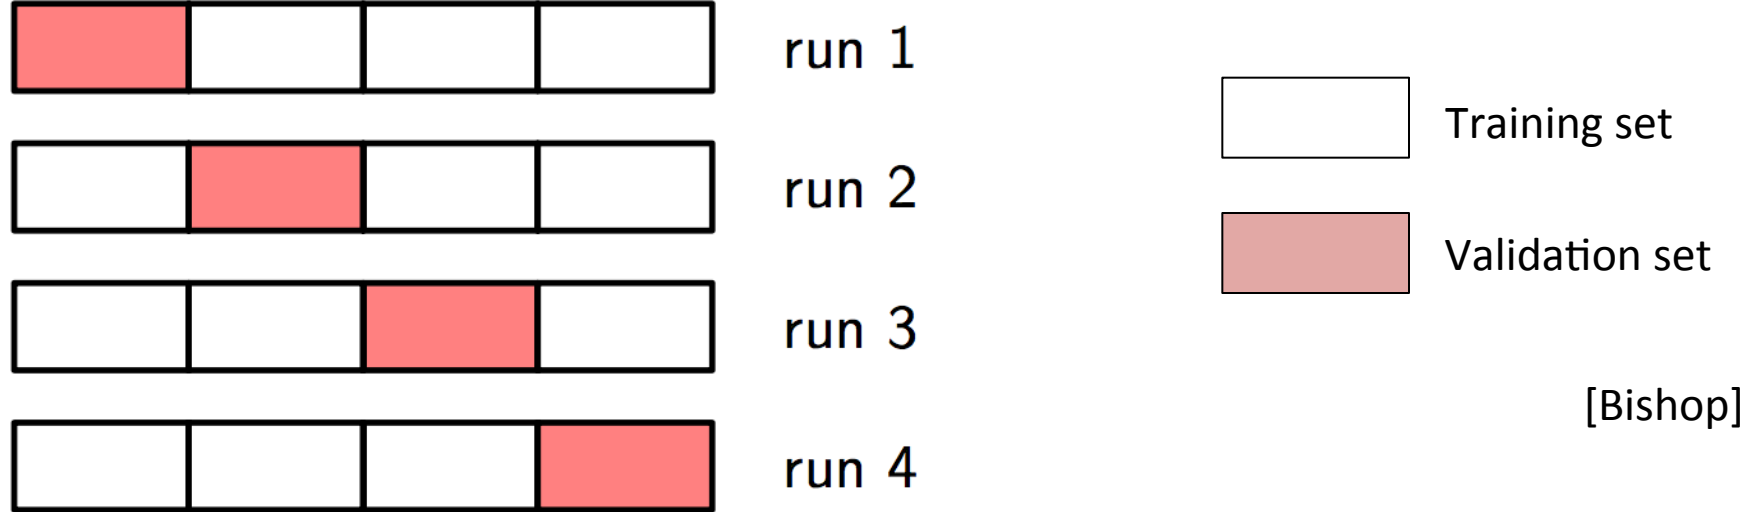 run 1
run 2
run 3
run 4
Training set
Validation set
[Bishop]